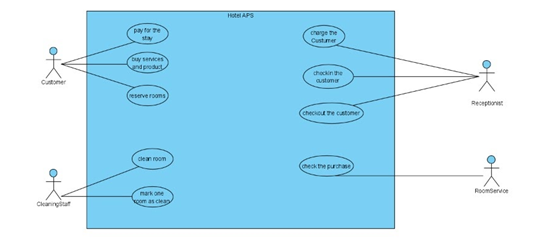 Hotel APS
pay for the
stay
buy services
and product
reserve rooms
Customer
charge the
Custumer
checkin the
customer
checkout the customer
Receptionist
clean room
mark one
room as clean
CleaningStaff
check the purchase
RoomService